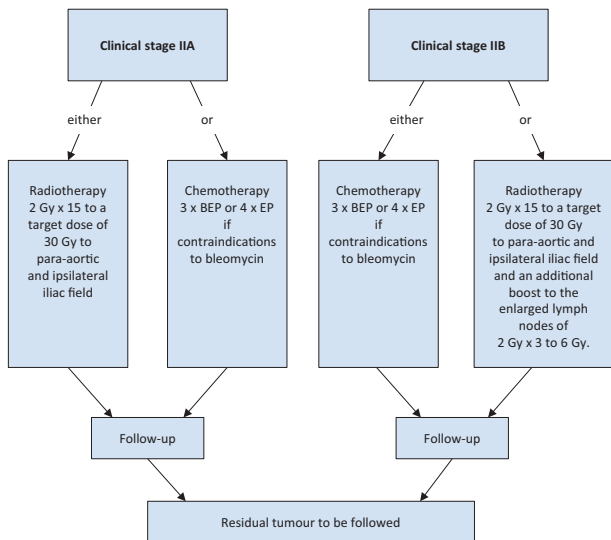 Clinical stage IIA
Clinical stage IIB
either
or
either
or
Radiotherapy
2 Gy x 15 to a
target dose of
30 Gy to
para-aortic
and ipsilateral
iliac field
Chemotherapy
3 x BEP or 4 x EP
if
contraindications
to bleomycin
Chemotherapy
3 x BEP or 4 x EP
if
contraindications
to bleomycin
Radiotherapy
2 Gy x 15 to a target
dose of 30 Gy
to para-aortic and
ipsilateral iliac field
and an additional
boost to the
enlarged lymph
nodes of
2 Gy x 3 to 6 Gy.
Follow-up
Follow-up
Residual tumour to be followed